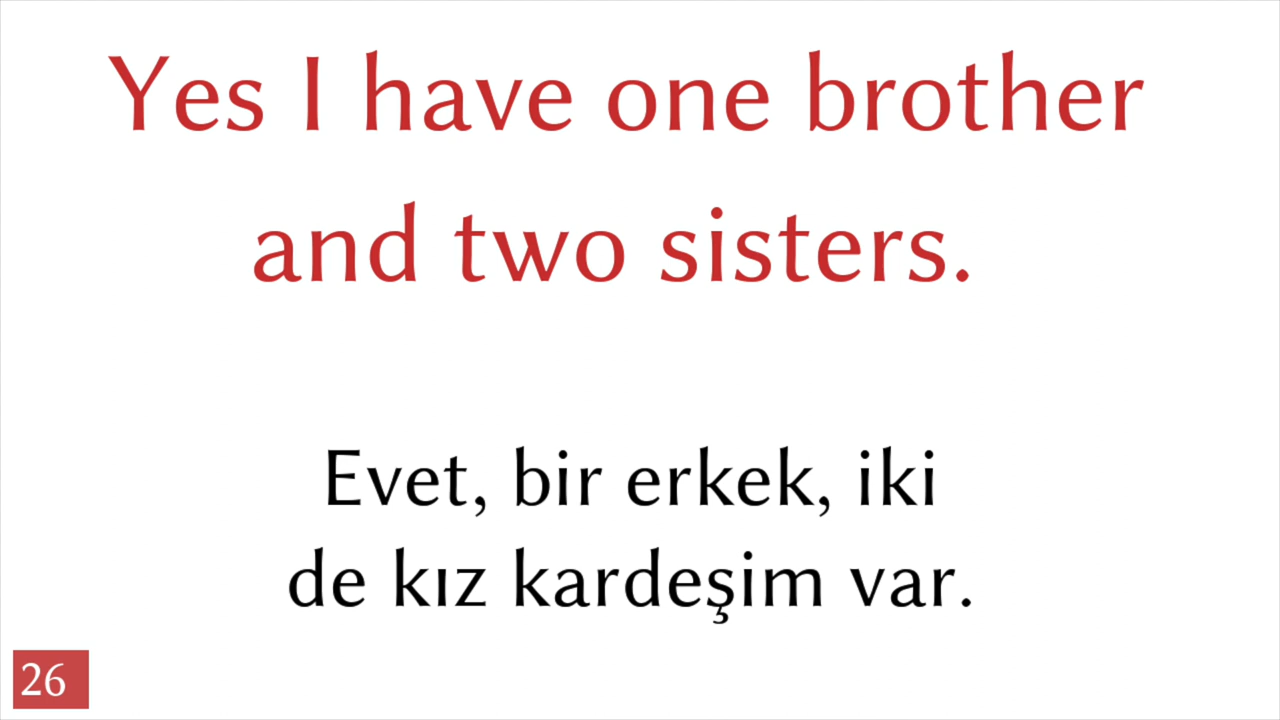 Yes I have one brother
and two sisters.
Evet, bir erkek, iki
de kız kardeşim var.
26